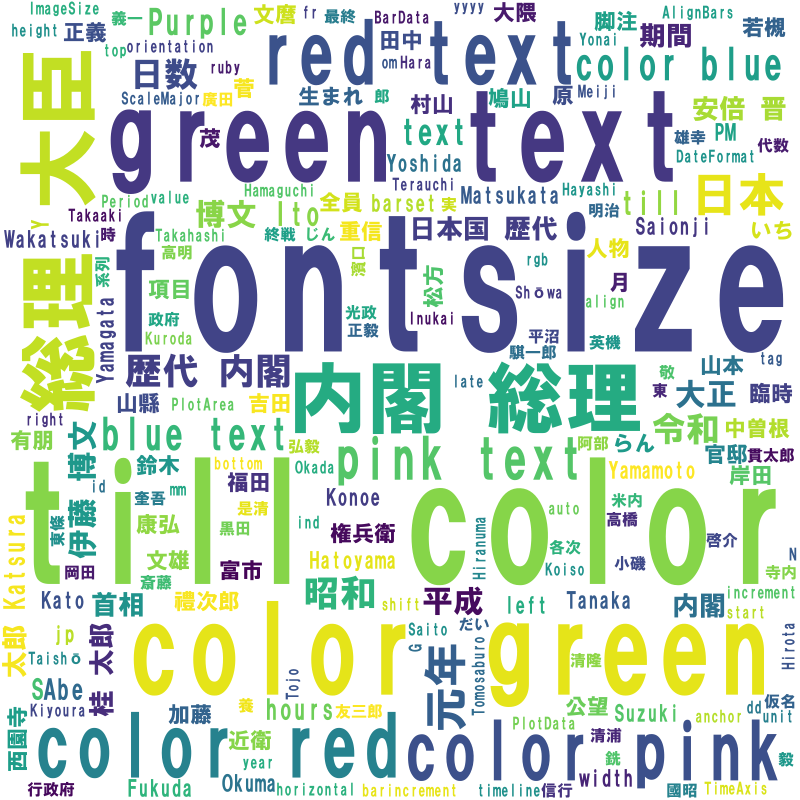 ImageSize
義一
Purple
文麿
fr
最終
BarData
yyyy
大隈
脚注
AlignBars
height
正義
top
orientation
red text
田中
Yonai
期間
若槻
大臣
日数
ruby
om
Hara
color blue
ScaleMajor
廣田
菅
生まれ
郎
村山
鳩山
原
Meiji
安倍 晋
green text
茂
text
雄幸
PM
代数
Yoshida
DateFormat
Period
value
Hamaguchi
Terauchi
Hayashi
Takaaki
博文 Ito
全員
barset
実
Matsukata
明治
till
日本
Y
Wakatsuki
時
Takahashi
終戦
じん
重信
日本国 歴代
Saionji
いち
総理
系列
高明
fontsize
濱口
松方
rgb
人物
項目
Shōwa
月
align
Yamagata
政府
光政
Inukai
Kuroda
正毅
平沼
英機
騏一郎
tag
歴代 内閣
内閣 総理
late
敬
山本
東
大正
臨時
right
山縣
PlotArea
吉田
令和
中曽根
有朋
博文
blue text
弘毅
pink text
阿部
らん
官邸
貫太郎
伊藤
鈴木
bottom
Okada
Yamamoto
岸田
id
奎吾
mm
福田
Konoe
auto
米内
till color
東條
是清
ind
権兵衛
Hiranuma
高橋
康弘
黒田
各次
啓介
Katsura
岡田
文雄
Hatoyama
Koiso
小磯
N
寺内
斎藤
富市
Kato
首相
禮次郎
昭和
shift
平成
left
Tanaka
内閣
increment
start
太郎
jp
桂 太郎
color green
Saito
だい
G
Taishō
清隆
Hirota
S
Abe
Tojo
元年
Tomosaburo
TimeAxis
Kiyoura
加藤
養
hours
友三郎
公望
Suzuki
anchor
dd
仮名
unit
西園寺
PlotData
color red
近衛
color pink
清浦
銑
毅
year
行政府
Fukuda
Okuma
horizontal
barincrement
timeline
信行
width
國昭